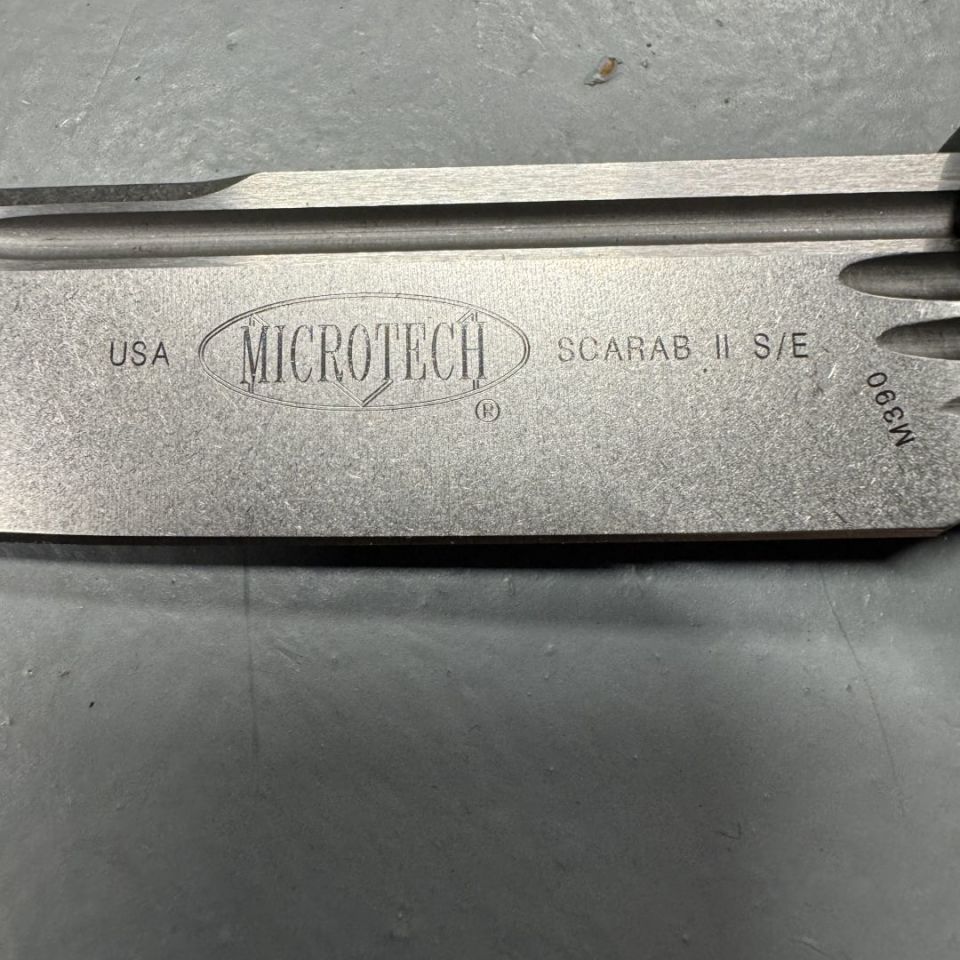 USA MICROTECH ® SCARAB II S/E
M390